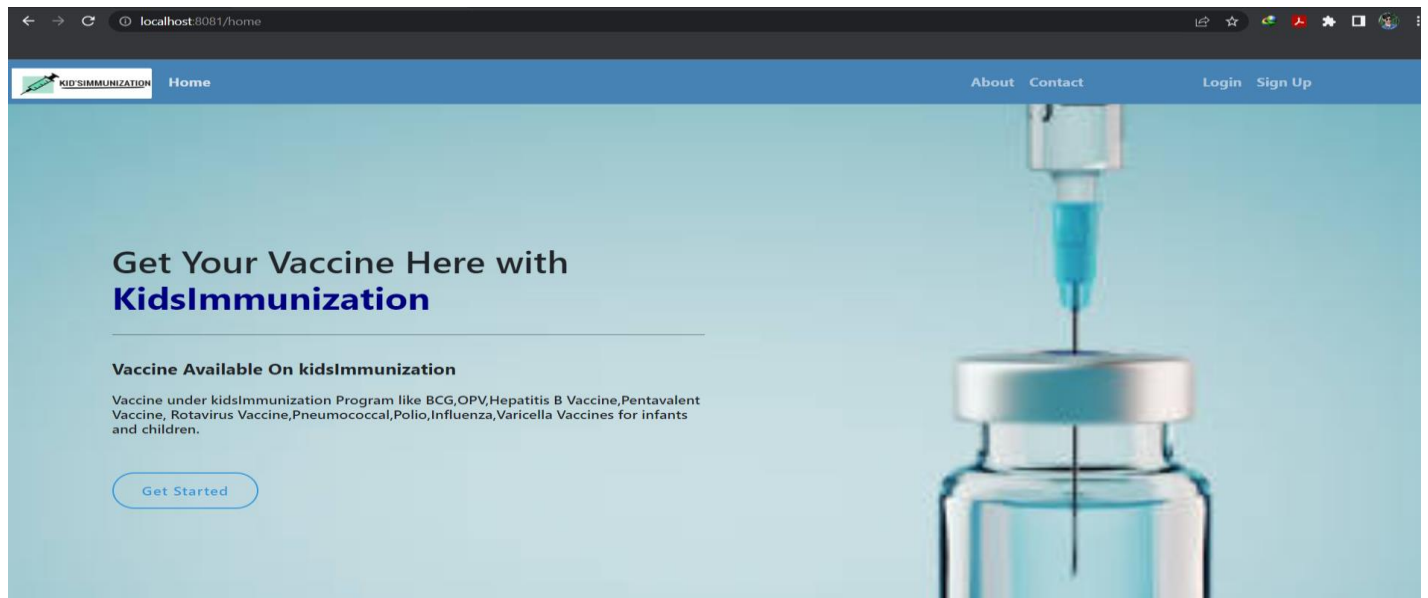 localhost:8081/home
KID'SIMMUNIZATION Home About Contact Login Sign Up
Get Your Vaccine Here with
KidsImmunization
Vaccine Available On kidsImmunization
Vaccine under kidsImmunization Program like BCG,OPV,Hepatitis B Vaccine,Pentavalent
Vaccine, Rotavirus Vaccine,Pneumococcal,Polio,Influenza,Varicella Vaccines for infants
and children.
Get Started